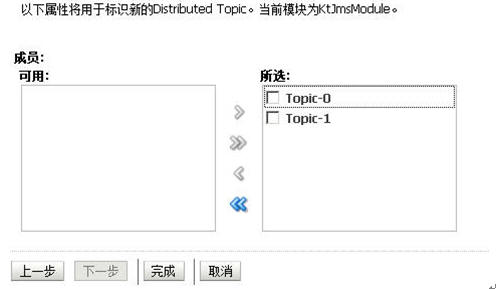 以下属性将用于标识新的Distributed Topic。当前模块为KtJmsModule。
成员:
可用:
所选:
Topic-0
Topic-1
上一步 下一步 完成 取消